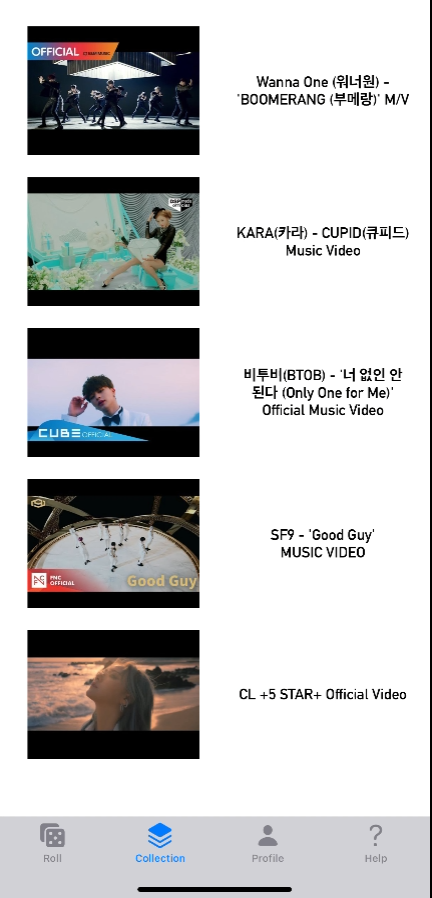 OFFICIAL
Wanna One (워너원) -
'BOOMERANG (부메랑)' M/V
KARA(카라) - CUPID(큐피드)
Music Video
비투비(BTOB) - '너 없인 안
된다 (Only One for Me)'
Official Music Video
CUBE OFFICIAL
SF9 - 'Good Guy'
MUSIC VIDEO
FNC
OFFICIAL
Good Guy
CL +5 STAR+ Official Video
Roll
Collection
Profile
Help